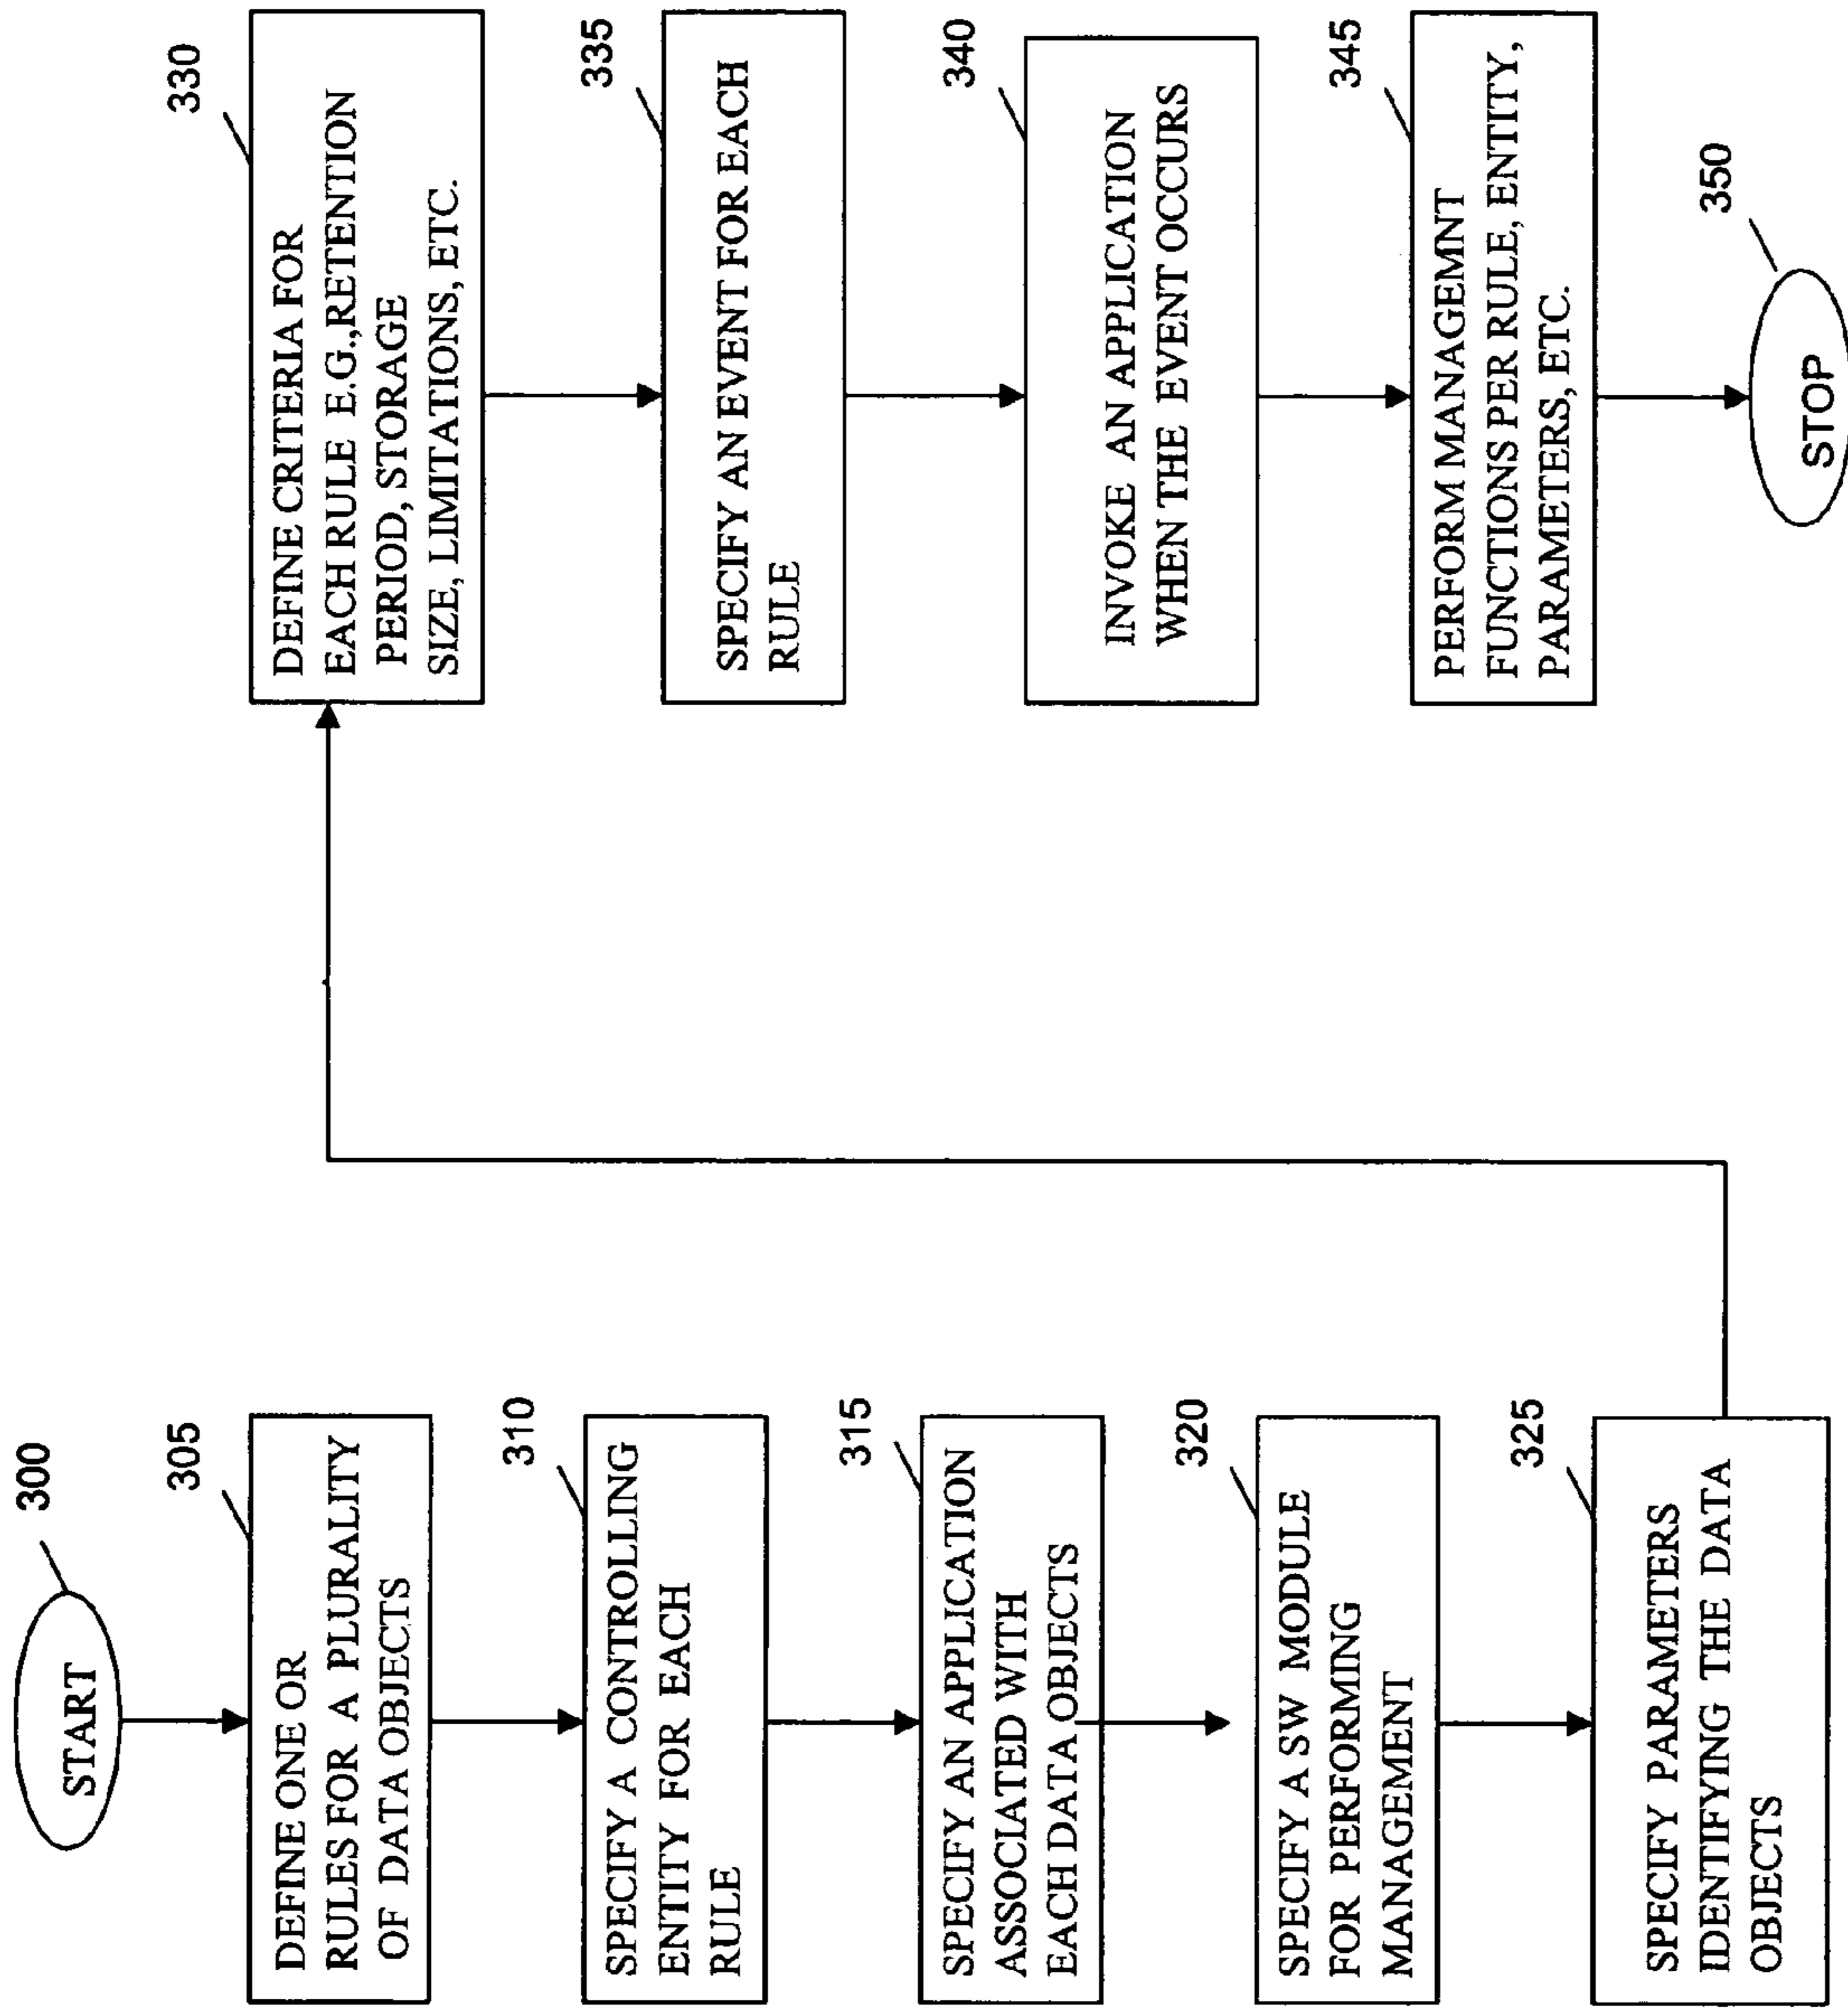 300
START
305
DEFINE ONE OR
RULES FOR A PLURALITY
OF DATA OBJECTS
310
SPECIFY A CONTROLLING
ENTITY FOR EACH
RULE
315
SPECIFY AN APPLICATION
ASSOCIATED WITH
EACH DATA OBJECTS
320
SPECIFY A SW MODULE
FOR PERFORMING
MANAGEMENT
325
SPECIFY PARAMETERS
IDENTIFYING THE DATA
OBJECTS
330
DEFINE CRITERIA FOR
EACH RULE E.G.,RETENTION
PERIOD, STORAGE
SIZE, LIMITATIONS, ETC.
335
SPECIFY AN EVENT FOR EACH
RULE
340
INVOKE AN APPLICATION
WHEN THE EVENT OCCURS
345
PERFORM MANAGEMNT
FUNCTIONS PER RULE, ENTITY,
PARAMETERS, ETC.
350
STOP